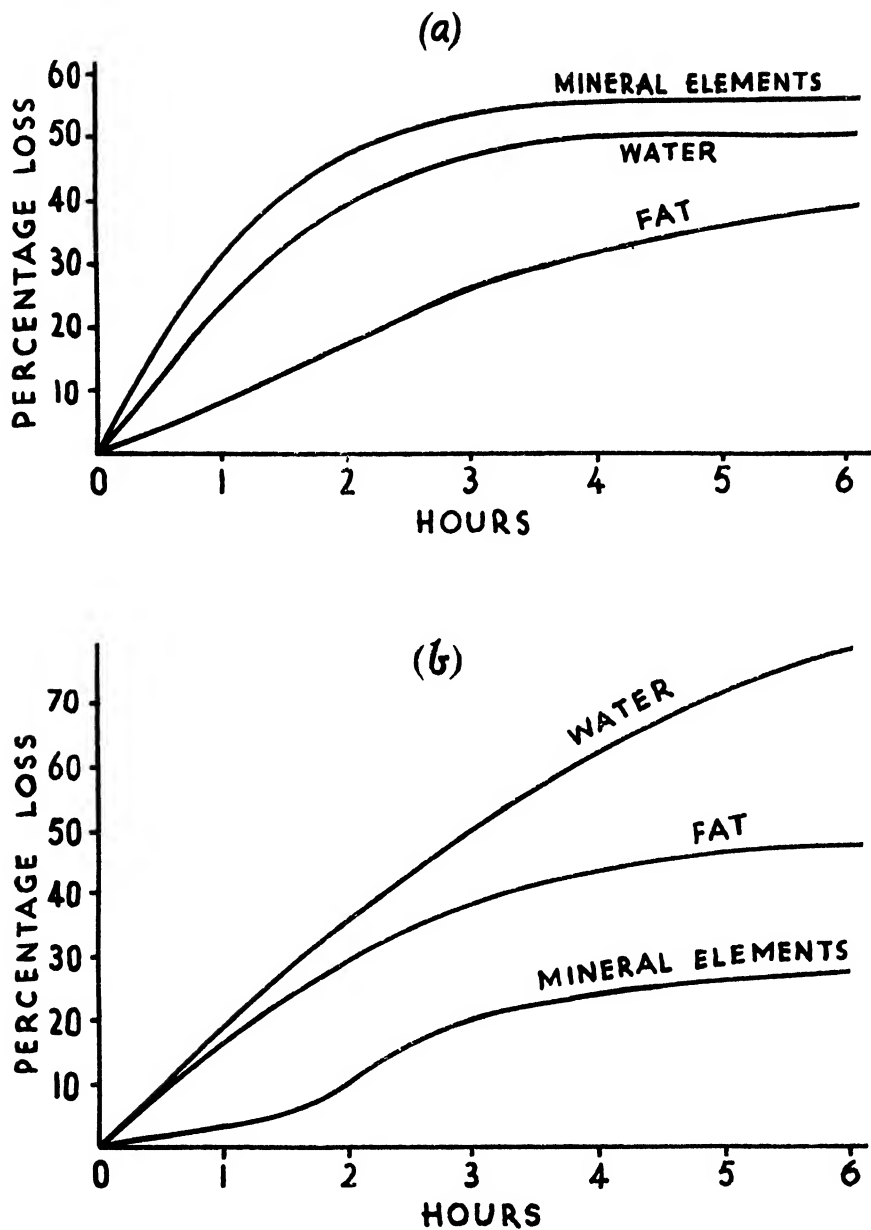 (a)
PERCENTAGE LOSS
60
50
40
30
20
10
MINERAL ELEMENTS
WATER
FAT
0 1 2 3 4 5 6
HOURS
(b)
PERCENTAGE LOSS
70
60
50
40
30
20
10
WATER
FAT
MINERAL ELEMENTS
0 1 2 3 4 5 6
HOURS